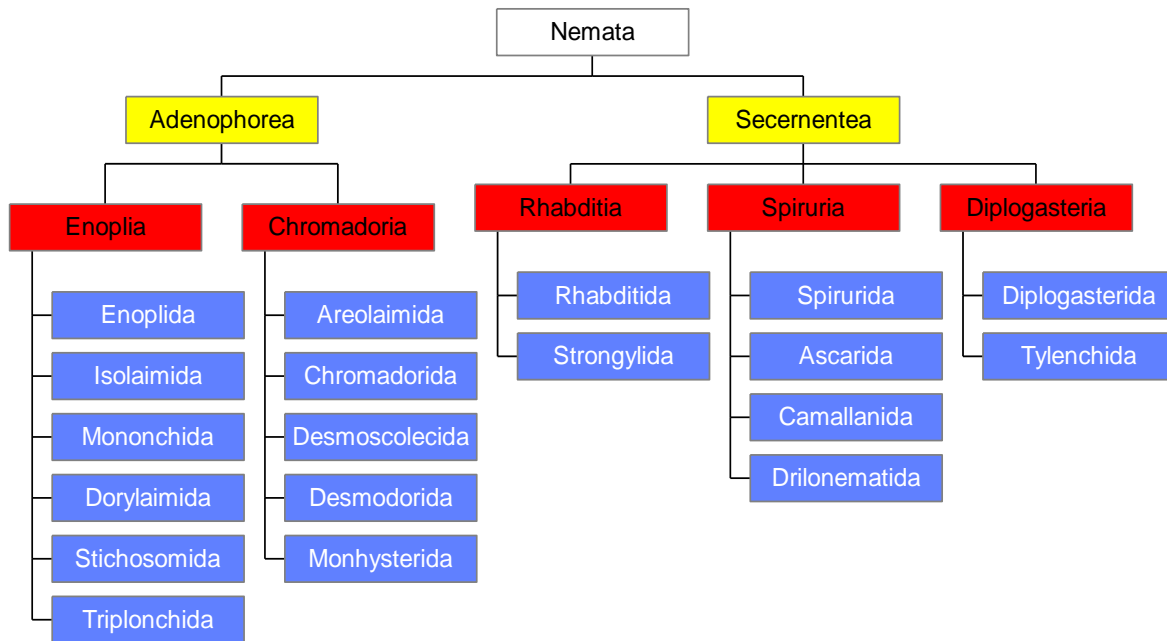 Nemata
Adenophorea
Secernentea
Enoplia
Chromadoria
Rhabditia
Spiruria
Diplogasteria
Enoplida
Isolaimida
Mononchida
Dorylaimida
Stichosomida
Triplonchida
Areolaimida
Chromadorida
Desmoscolecida
Desmodorida
Monhysterida
Rhabditida
Strongylida
Spirurida
Ascarida
Camallanida
Drilonematida
Diplogasterida
Tylenchida